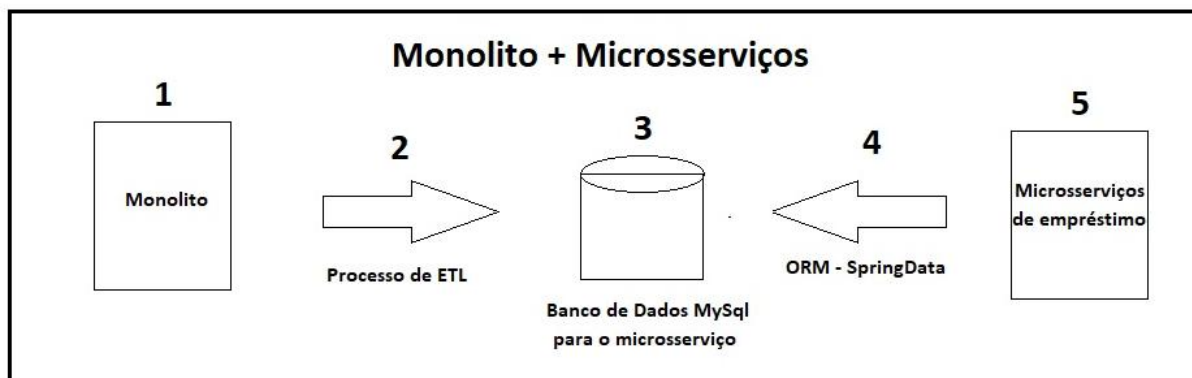 Monolito + Microsserviços
1
Monolito
2
Processo de ETL
3
Banco de Dados MySql
para o microsserviço
4
ORM - SpringData
5
Microsserviços
de empréstimo